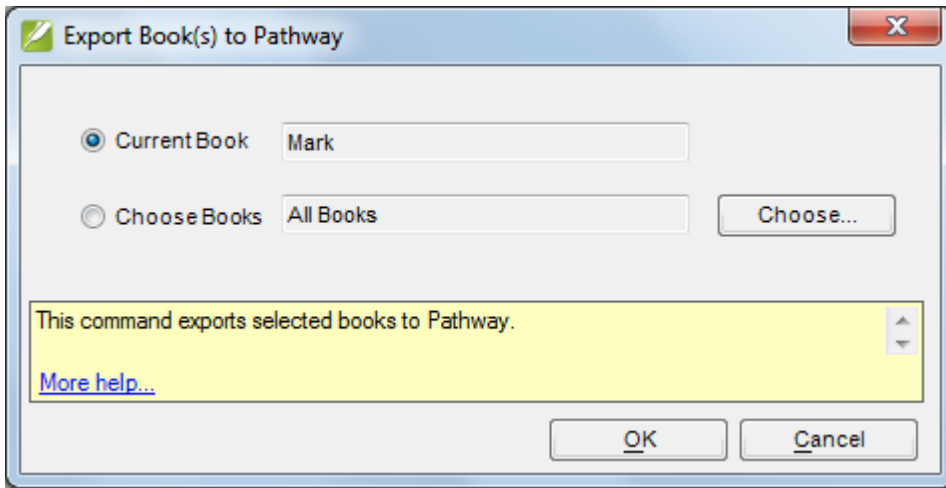 Export Book(s) to Pathway
Current Book Mark
Choose Books All Books Choose...
This command exports selected books to Pathway.
More help...
OK Cancel